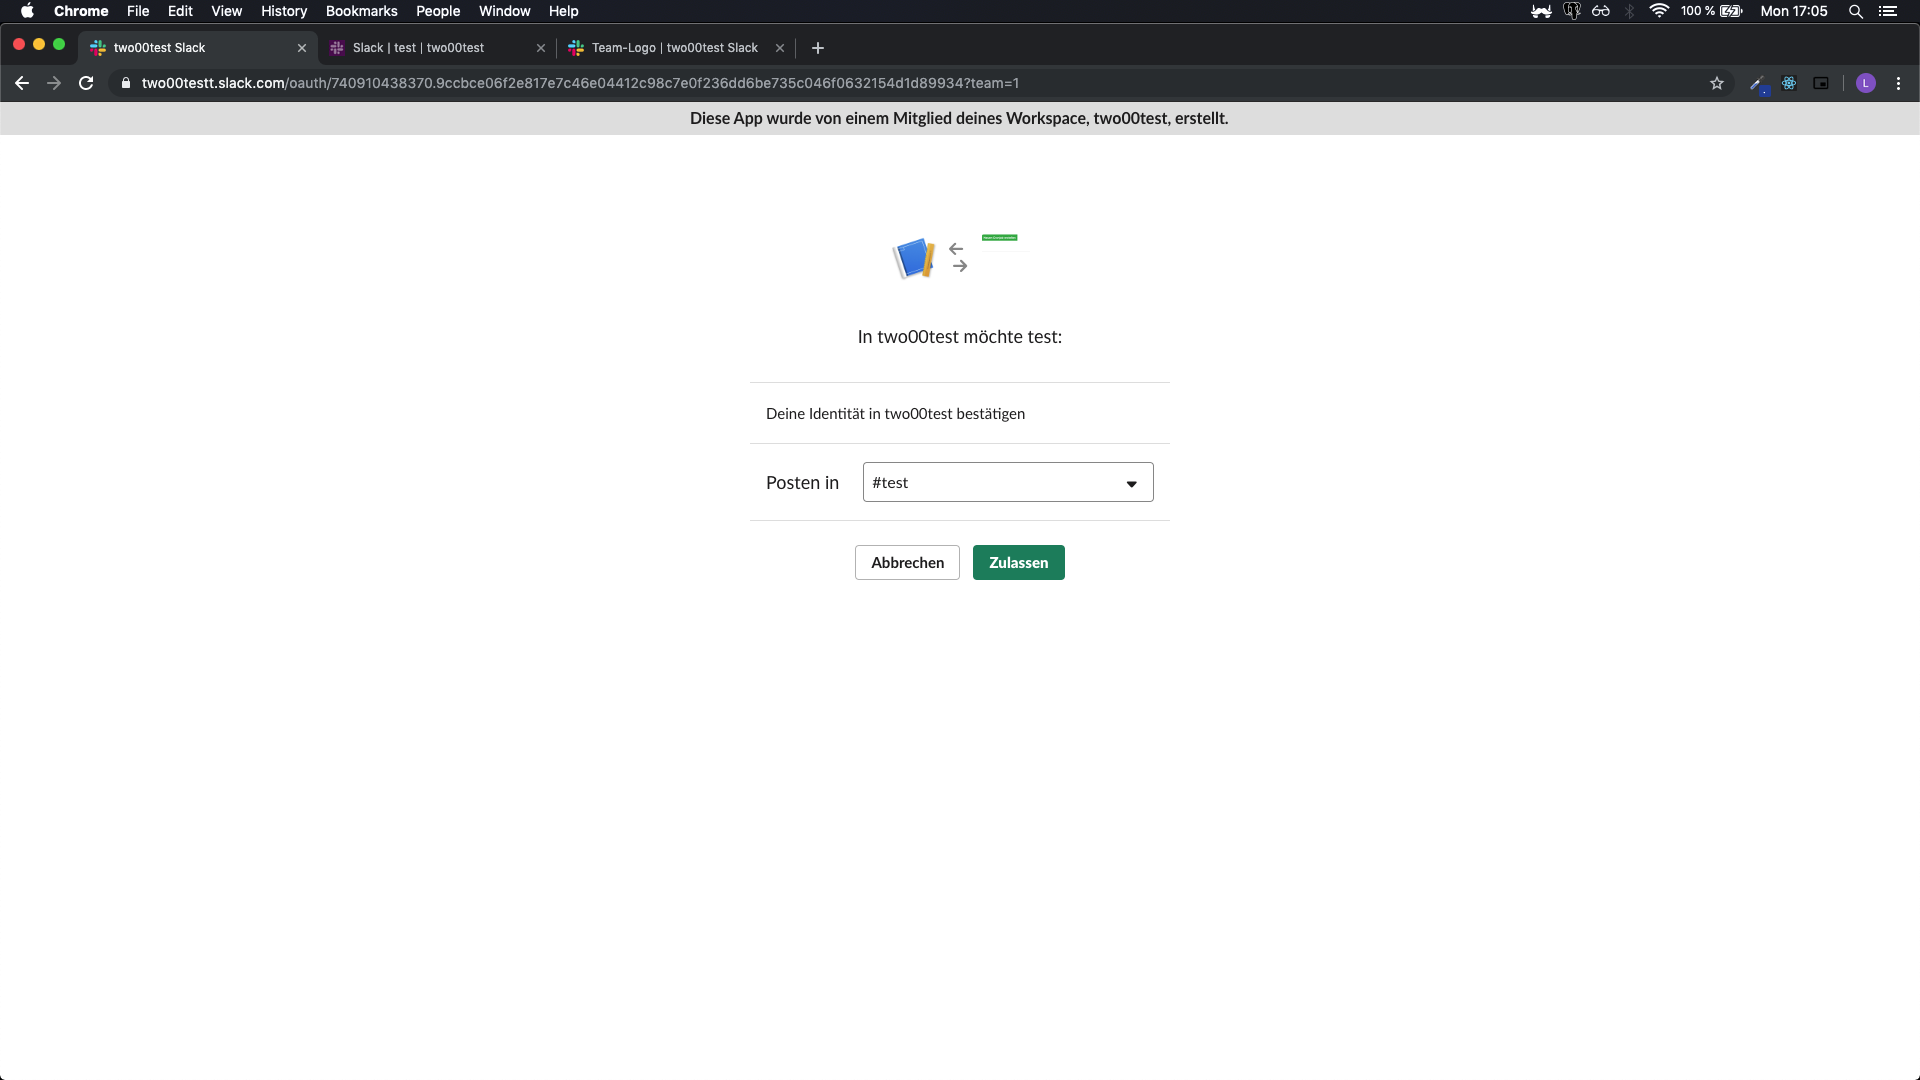 Chrome File Edit View History Bookmarks People Window Help 100 % Mon 17:05
two00test Slack Slack | test | two00test Team-Logo | two00test Slack
two00testt.slack.com/oauth/740910438370.9ccbce06f2e817e7c46e04412c98c7e0f236dd6be735c046f0632154d1d89934?team=1 L
Diese App wurde von einem Mitglied deines Workspace, two00test, erstellt.
In two00test möchte test:
Deine Identität in two00test bestätigen
Posten in #test
Abbrechen Zulassen